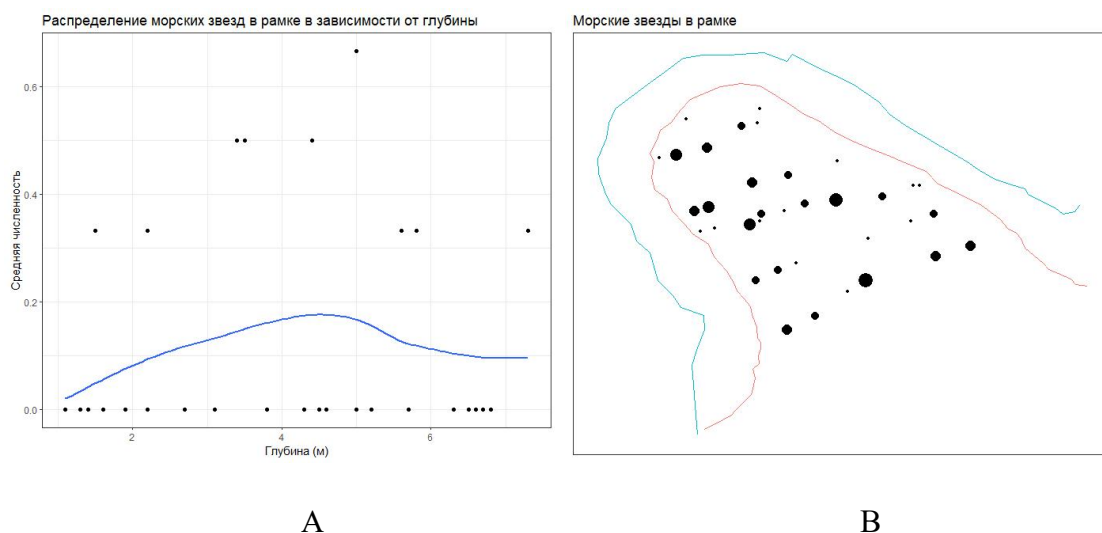 Распределение морских звезд в рамке в зависимости от глубины
Средняя численность
0.6
0.4
0.2
0.0
2
4
6
Глубина (м)
A
Морские звезды в рамке
B